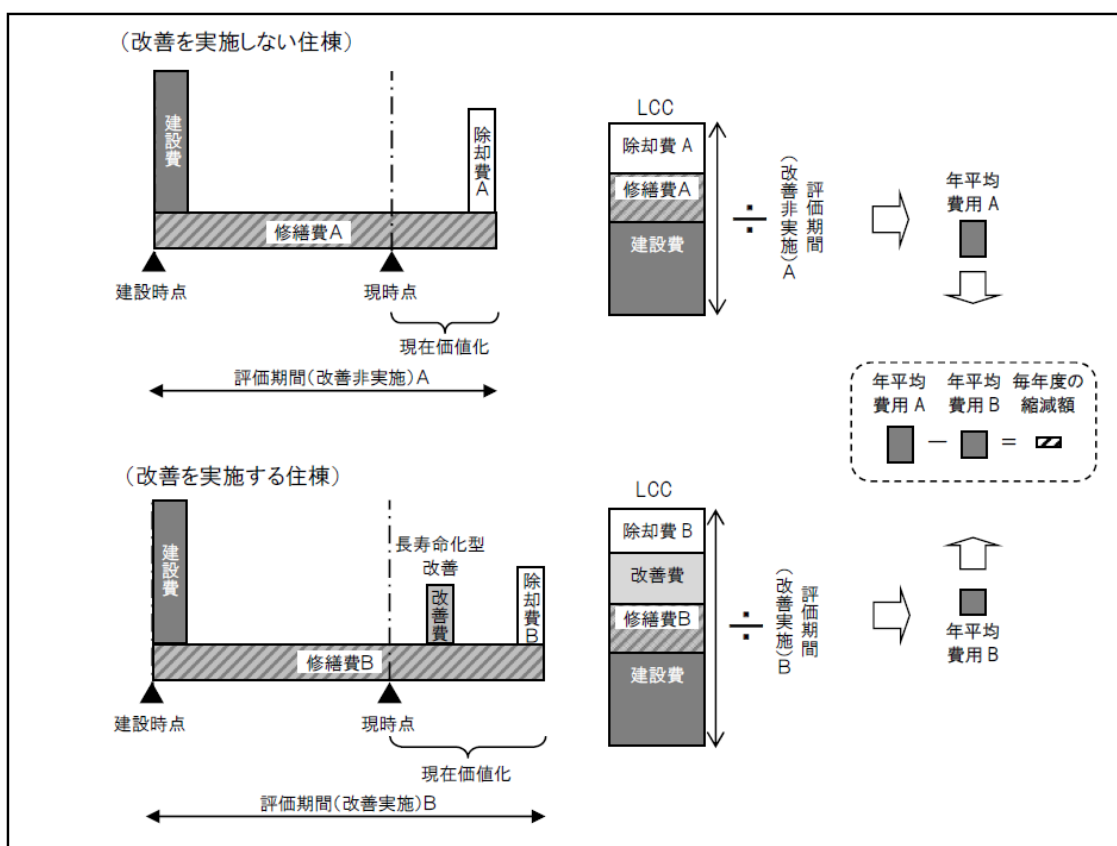 (改善を実施しない住棟)
建設費
除却費A
修繕費A
建設時点
現時点
現在価値化
評価期間(改善非実施)A
LCC
除却費 A
修繕費A
建設費
÷
評価期間
(改善非実施)A
年平均
費用 A
年平均
費用 A
年平均
費用 B
毎年度の
縮減額
－
＝
(改善を実施する住棟)
建設費
長寿命化型
改善
改善費
除却費B
修繕費B
建設時点
現時点
現在価値化
評価期間(改善実施)B
LCC
除却費 B
改善費
修繕費B
建設費
÷
評価期間
(改善実施)B
年平均
費用 B